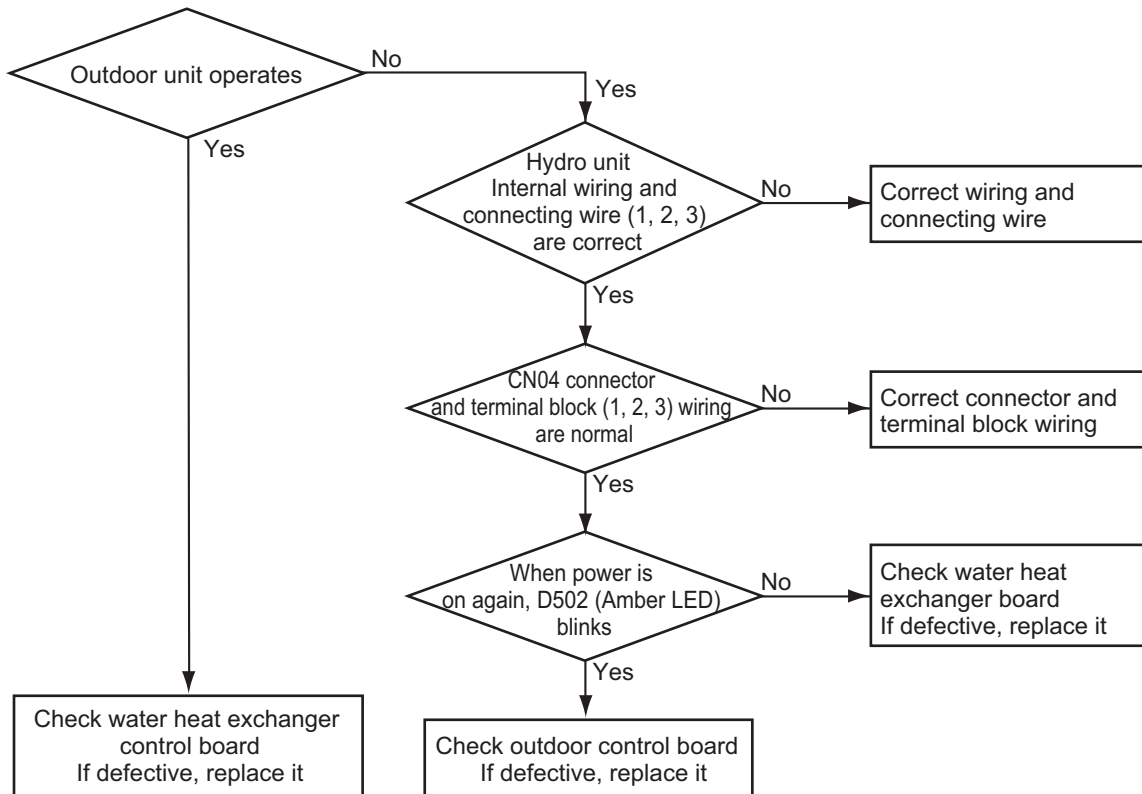 Outdoor unit operates
No
Yes
Yes
Hydro unit
Internal wiring and
connecting wire (1, 2, 3)
are correct
No
Correct wiring and
connecting wire
Yes
CN04 connector
and terminal block (1, 2, 3) wiring
are normal
No
Correct connector and
terminal block wiring
Yes
When power is
on again, D502 (Amber LED)
blinks
No
Check water heat
exchanger board
If defective, replace it
Yes
Check water heat exchanger
control board
If defective, replace it
Check outdoor control board
If defective, replace it